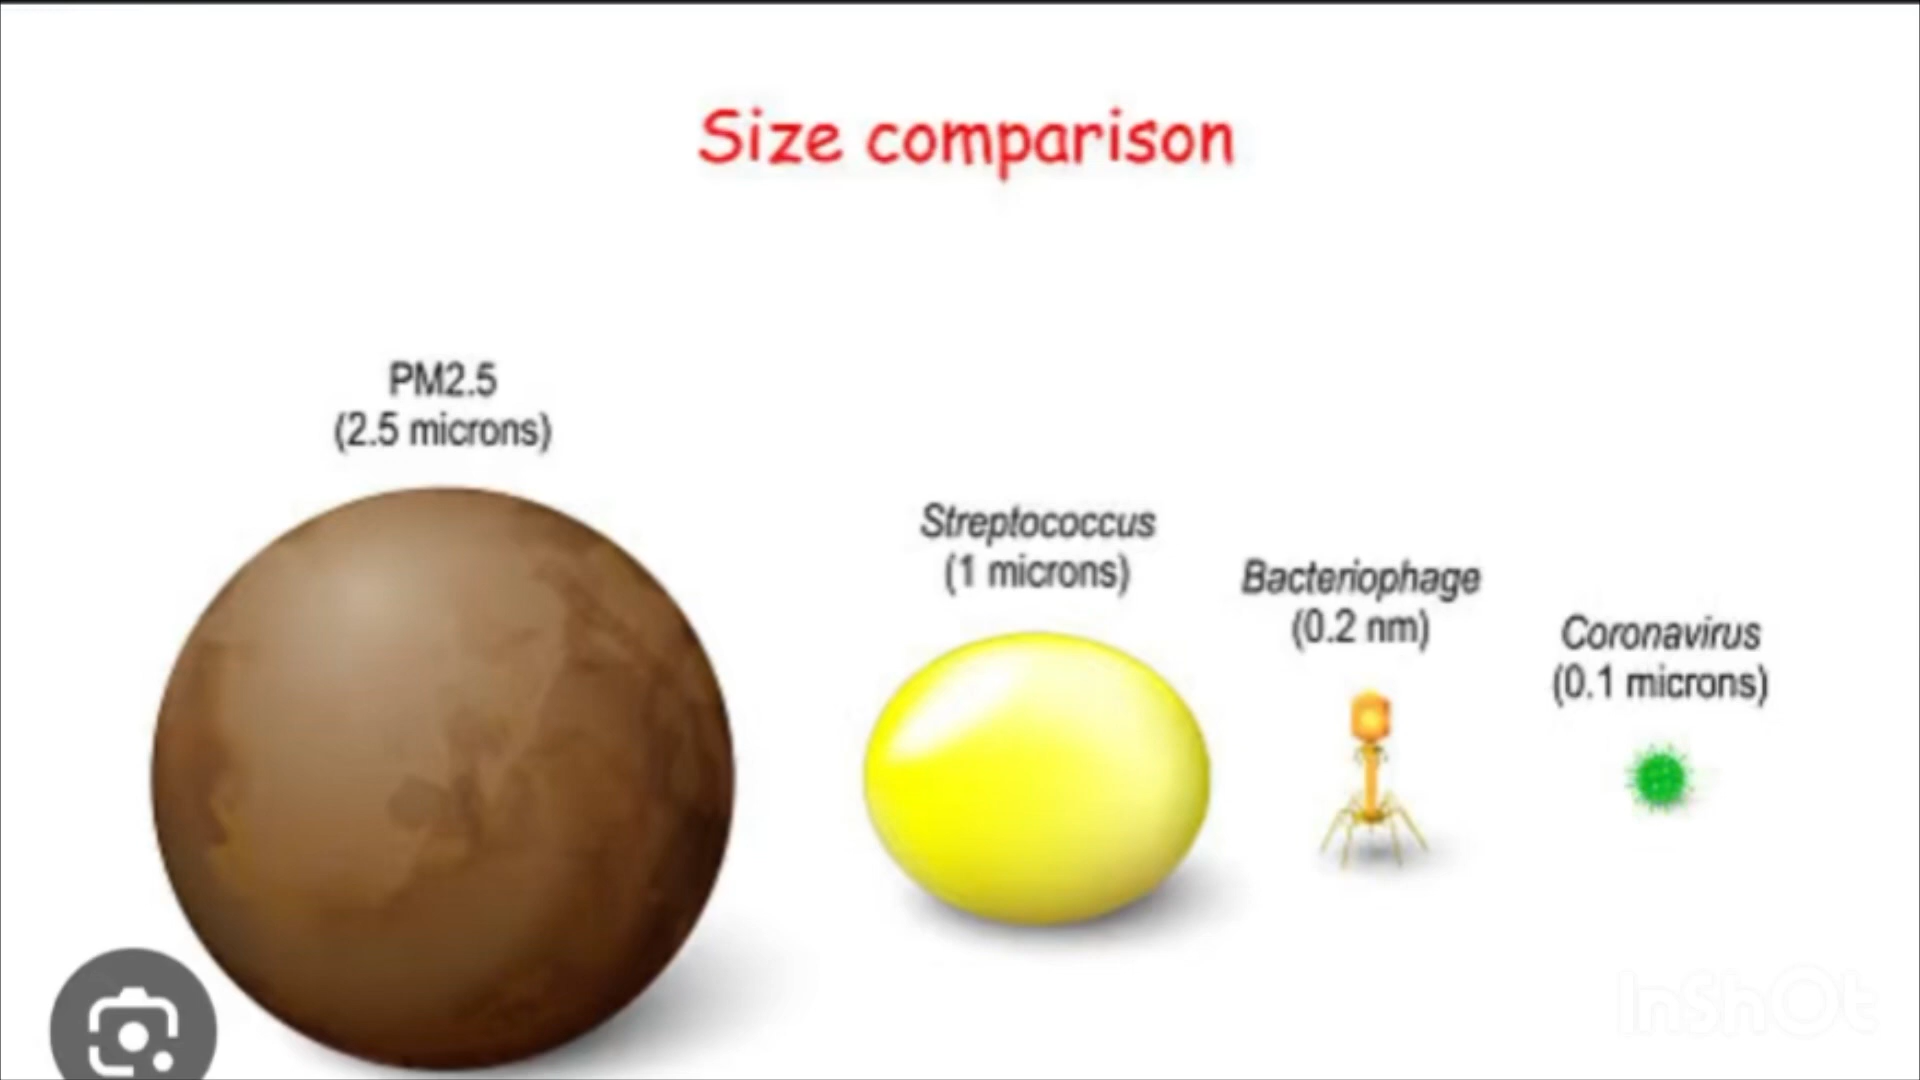 Size comparison
PM2.5
(2.5 microns)
Streptococcus
(1 microns)
Bacteriophage
(0.2 nm)
Coronavirus
(0.1 microns)
InShOt